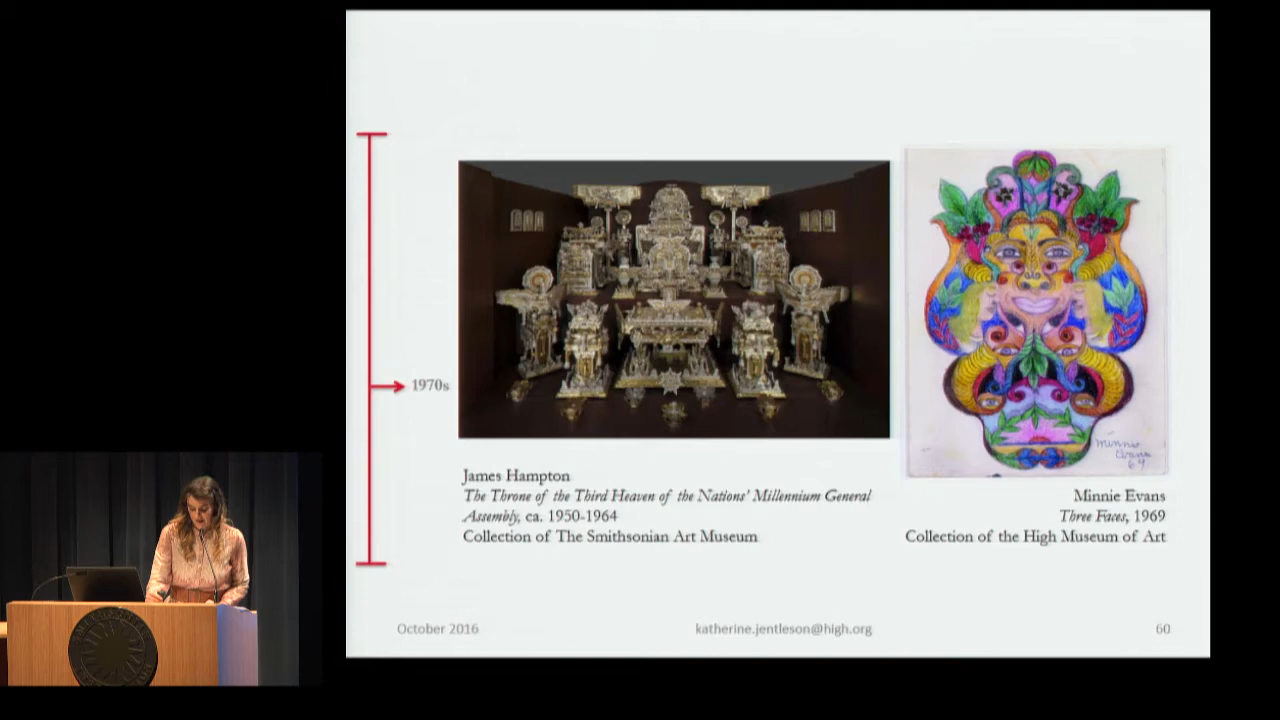 1970s
James Hampton
The Throne of the Third Heaven of the Nations' Millennium General
Assembly, ca. 1950-1964
Collection of The Smithsonian Art Museum
Minnie
Evans
Minnie Evans
Three Faces, 1969
Collection of the High Museum of Art
October 2016
katherine.jentleson@high.org
60